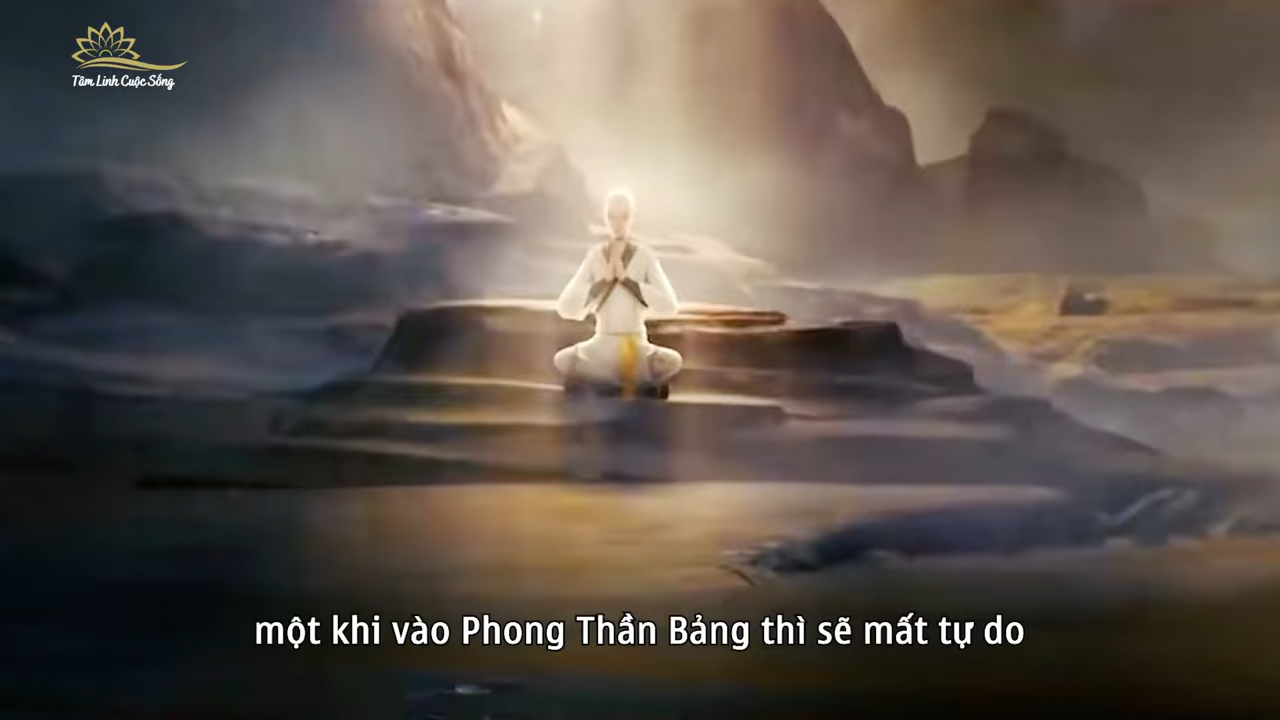 Tâm Linh Cuộc Sống
một khi vào Phong Thần Bảng thì sẽ mất tự do